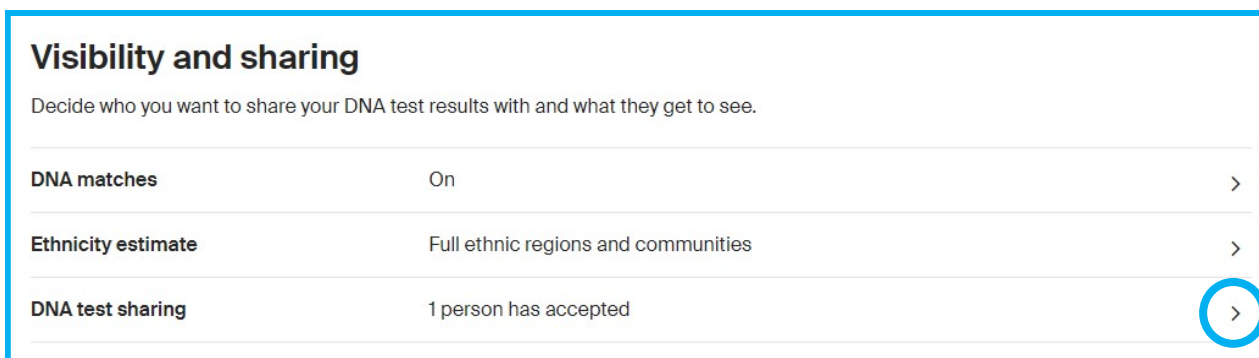 Visibility and sharing
Decide who you want to share your DNA test results with and what they get to see.
DNA matches On
Ethnicity estimate Full ethnic regions and communities
DNA test sharing 1 person has accepted